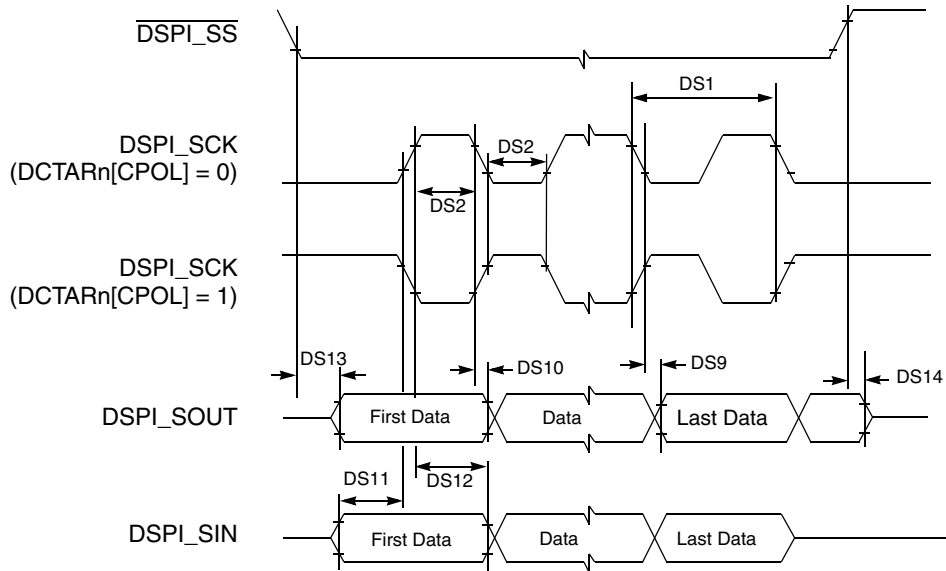 DSPI_SS
DS1
DSPI_SCK
(DCTARn[CPOL] = 0)
DS2
DS2
DSPI_SCK
(DCTARn[CPOL] = 1)
DS13
DS10
DS9
DS14
DSPI_SOUT
First Data
Data
Last Data
DS11
DS12
DSPI_SIN
First Data
Data
Last Data